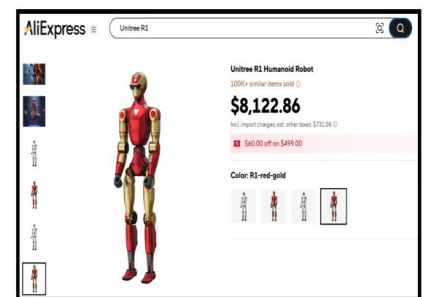 AliExpress
Unitree R1
Unitree R1 Humanoid Robot
100K+ similar items sold
$8,122.86
Incl. import charges; est. other taxes: $731.06
$60.00 off on $499.00
Color: R1-red-gold